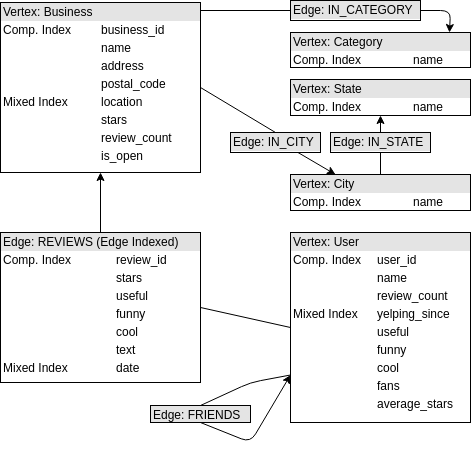 Vertex: Business
Comp. Index business_id
name
address
postal_code
Mixed Index location
stars
review_count
is_open
Edge: IN_CATEGORY
Vertex: Category
Comp. Index name
Vertex: State
Comp. Index name
Edge: IN_CITY
Edge: IN_STATE
Vertex: City
Comp. Index name
Edge: REVIEWS (Edge Indexed)
Comp. Index review_id
stars
useful
funny
cool
text
Mixed Index date
Vertex: User
Comp. Index user_id
name
review_count
Mixed Index yelping_since
useful
funny
cool
fans
average_stars
Edge: FRIENDS